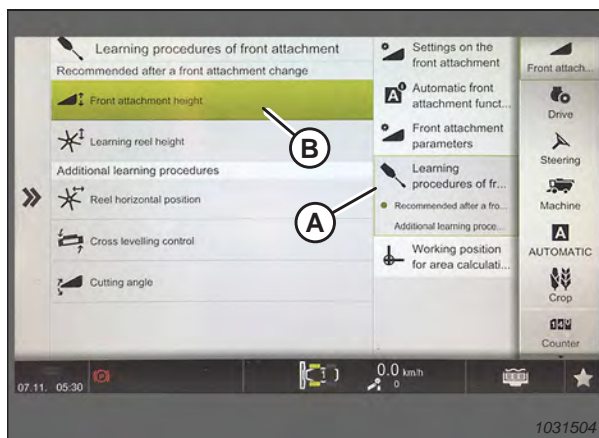 Learning procedures of front attachment
Recommended after a front attachment change
Front attachment height
Learning reel height
Additional learning procedures
Reel horizontal position
Cross levelling control
Cutting angle
B
A
Settings on the
front attachment
Automatic front
attachment funct...
Front attachment
parameters
Learning
procedures of fr...
Recommended after a fro...
Additional learning proce...
Working position
for area calculati...
Front attach...
Drive
Steering
Machine
A
AUTOMATIC
Crop
Counter
07.11. 05:30
0.0 km/h
0
1031504